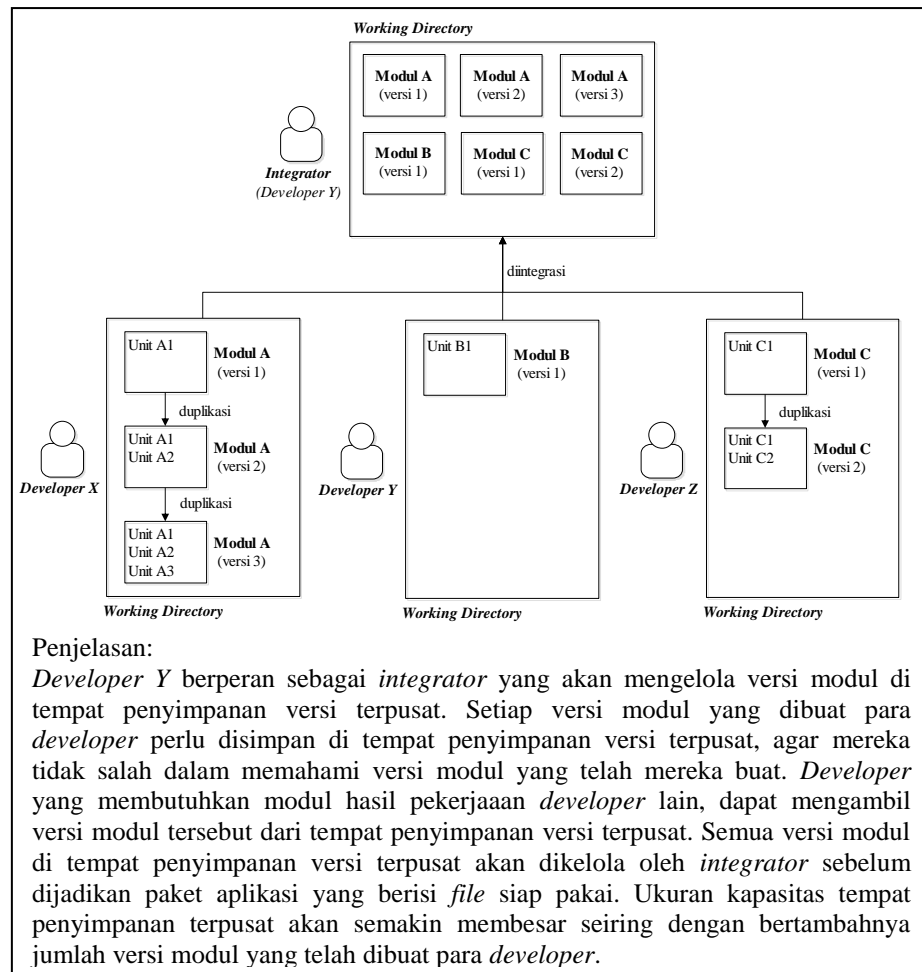 Working Directory
Modul A
(versi 1)
Modul A
(versi 2)
Modul A
(versi 3)
Modul B
(versi 1)
Modul C
(versi 1)
Modul C
(versi 2)
Integrator
(Developer Y)
diintegrasi
Unit A1
Modul A
(versi 1)
duplikasi
Unit A1
Unit A2
Modul A
(versi 2)
duplikasi
Unit A1
Unit A2
Unit A3
Modul A
(versi 3)
Developer X
Working Directory
Unit B1
Modul B
(versi 1)
Developer Y
Working Directory
Unit C1
Modul C
(versi 1)
duplikasi
Unit C1
Unit C2
Modul C
(versi 2)
Developer Z
Working Directory
Penjelasan:
Developer Y berperan sebagai integrator yang akan mengelola versi modul di
tempat penyimpanan versi terpusat. Setiap versi modul yang dibuat para
developer perlu disimpan di tempat penyimpanan versi terpusat, agar mereka
tidak salah dalam memahami versi modul yang telah mereka buat. Developer
yang membutuhkan modul hasil pekerjaaan developer lain, dapat mengambil
versi modul tersebut dari tempat penyimpanan versi terpusat. Semua versi modul
di tempat penyimpanan versi terpusat akan dikelola oleh integrator sebelum
dijadikan paket aplikasi yang berisi file siap pakai. Ukuran kapasitas tempat
penyimpanan terpusat akan semakin membesar seiring dengan bertambahnya
jumlah versi modul yang telah dibuat para developer.